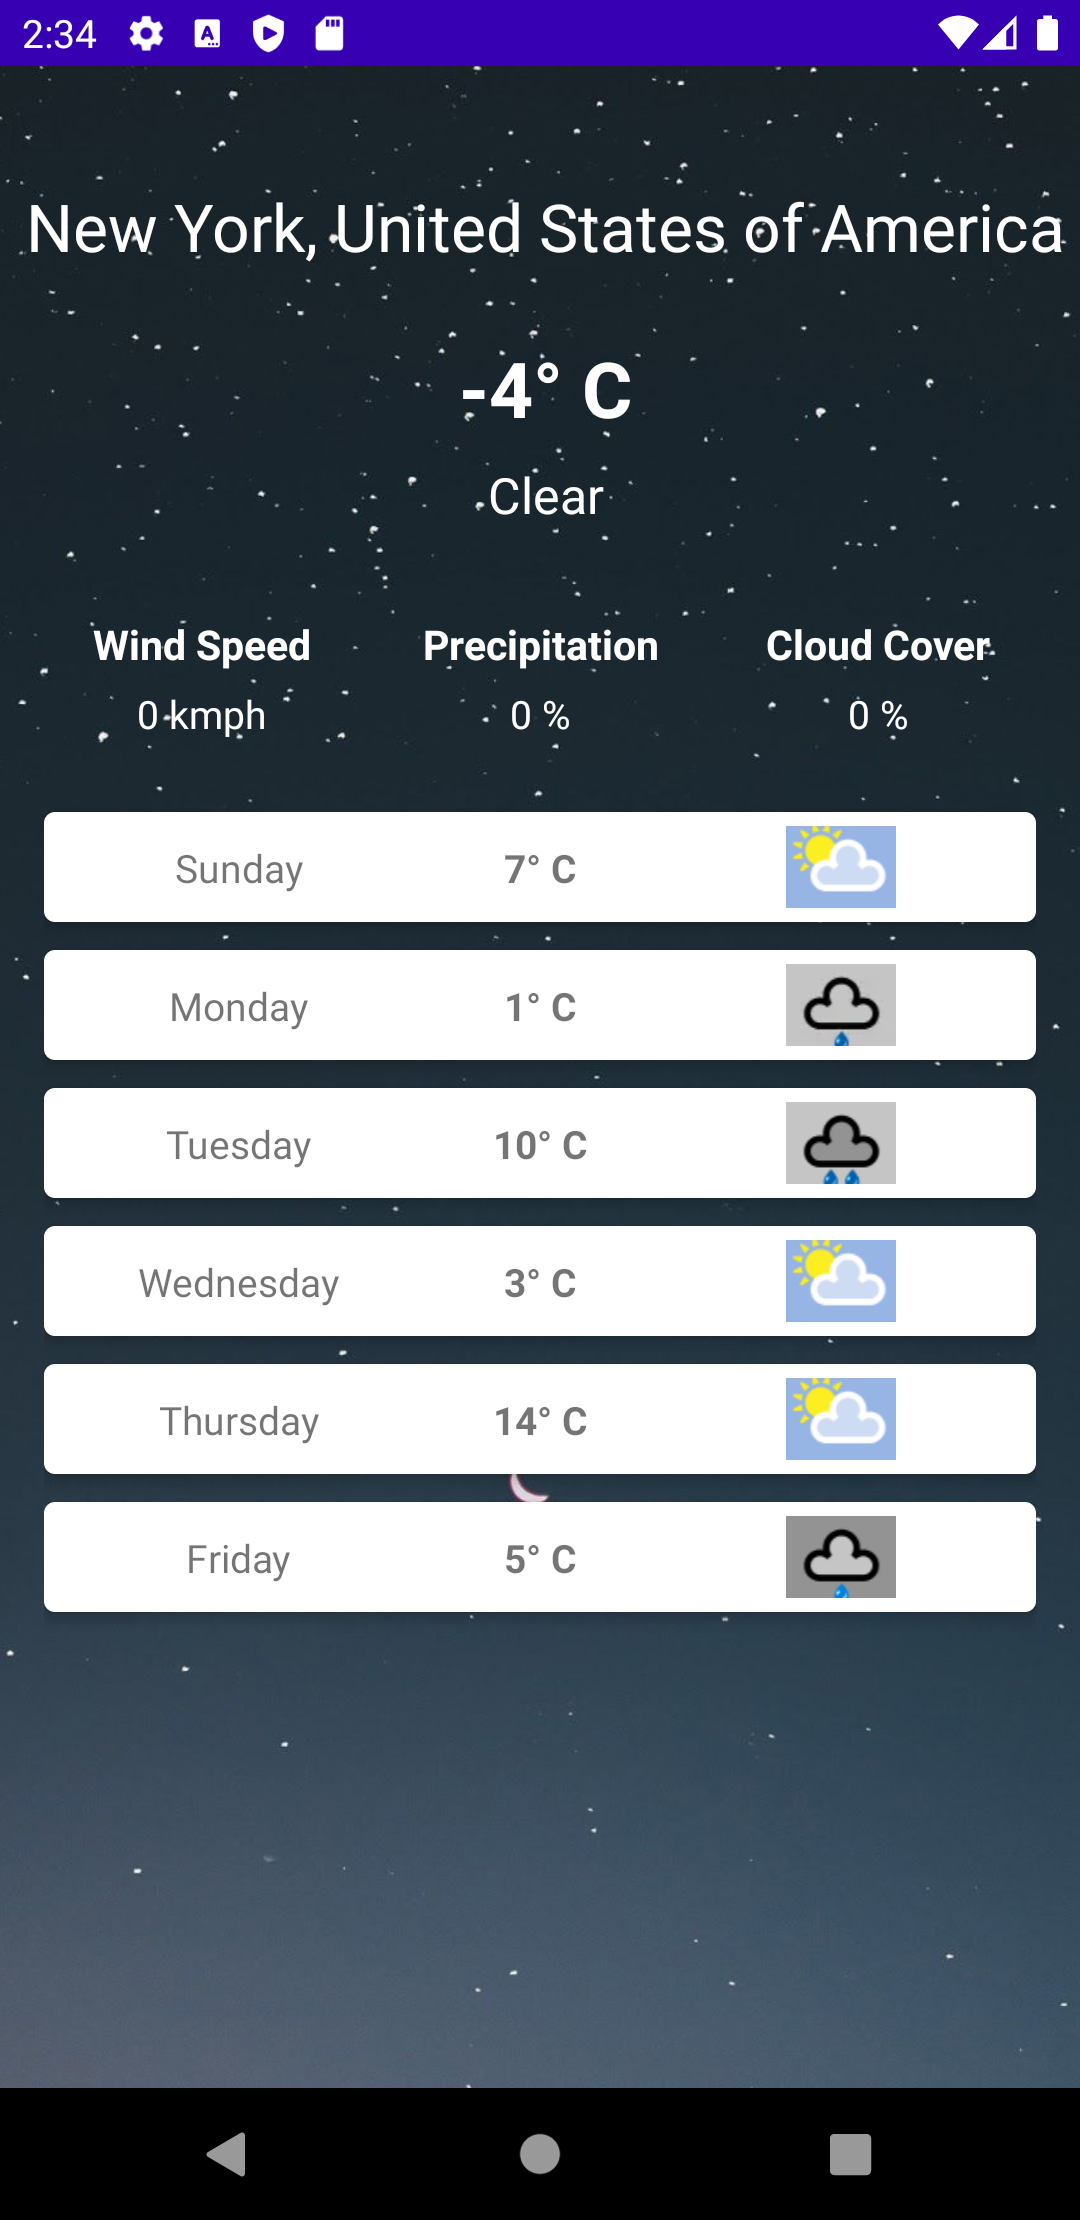 2:34
New York, United States of America
-4° C
Clear
Wind Speed Precipitation Cloud Cover
0 kmph 0 % 0 %
Sunday 7° C
Monday 1° C
Tuesday 10° C
Wednesday 3° C
Thursday 14° C
Friday 5° C